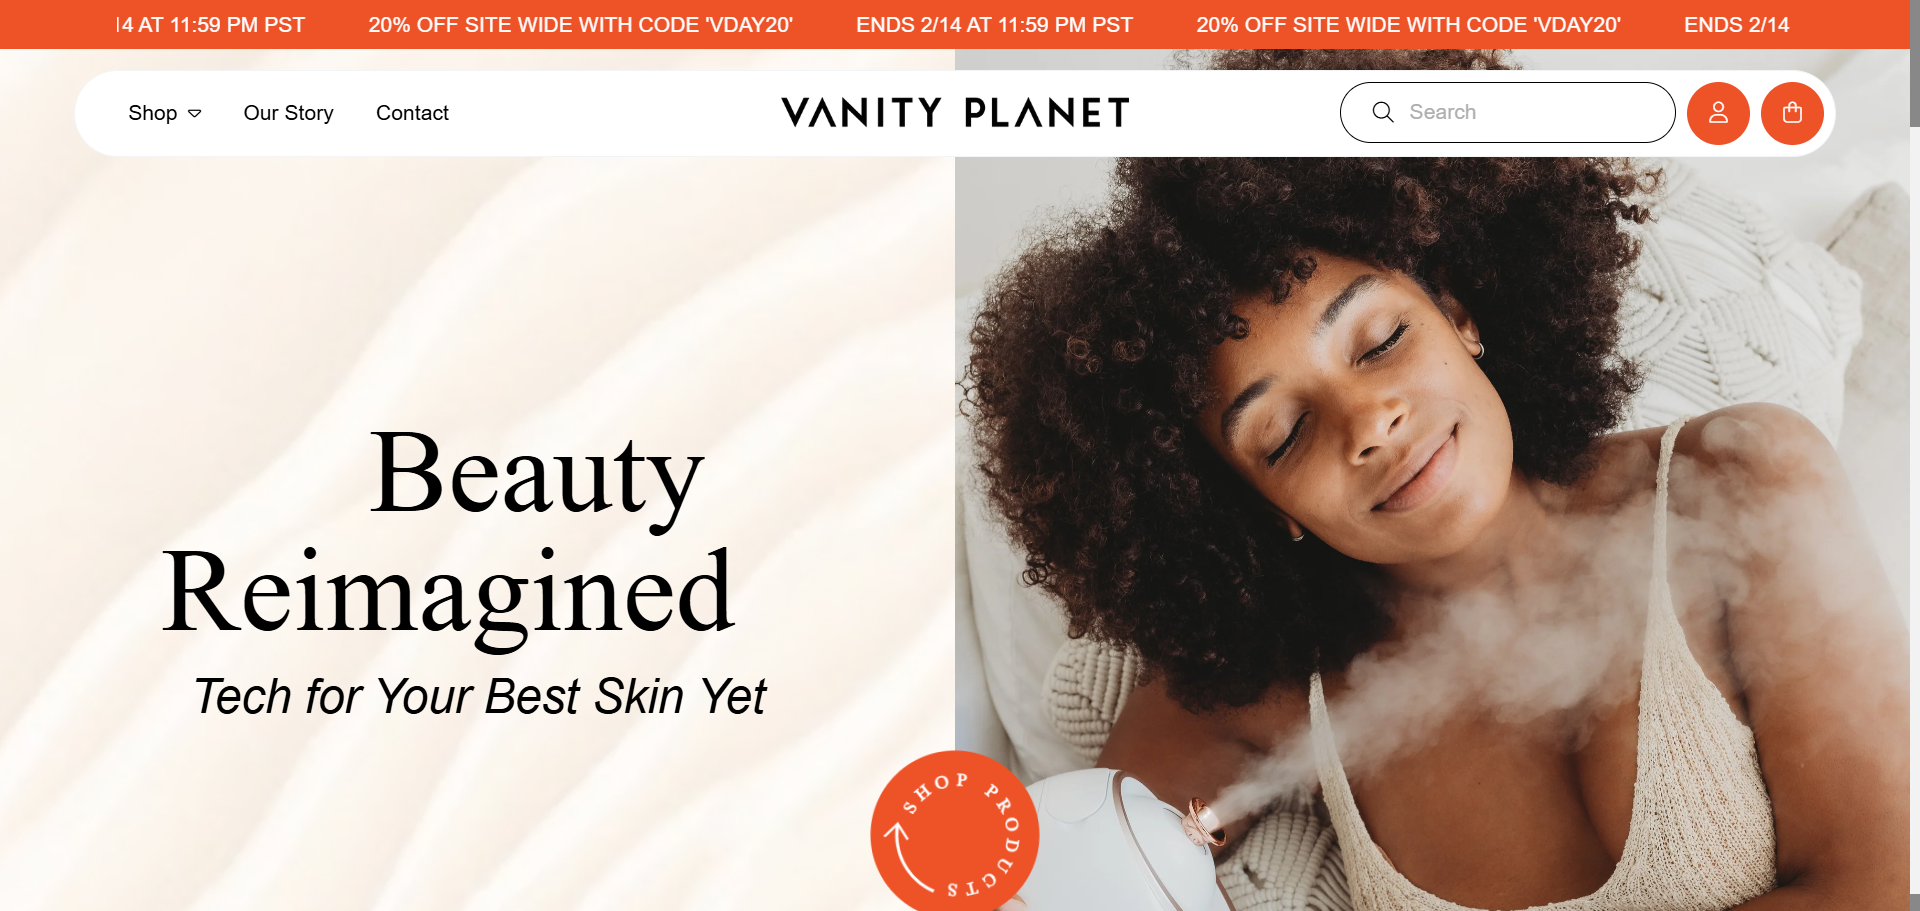 14 AT 11:59 PM PST 20% OFF SITE WIDE WITH CODE 'VDAY20' ENDS 2/14 AT 11:59 PM PST 20% OFF SITE WIDE WITH CODE 'VDAY20' ENDS 2/14
Shop Our Story Contact VANITY PLANET Search
Beauty
Reimagined
Tech for Your Best Skin Yet
SHOP PRODUCTS